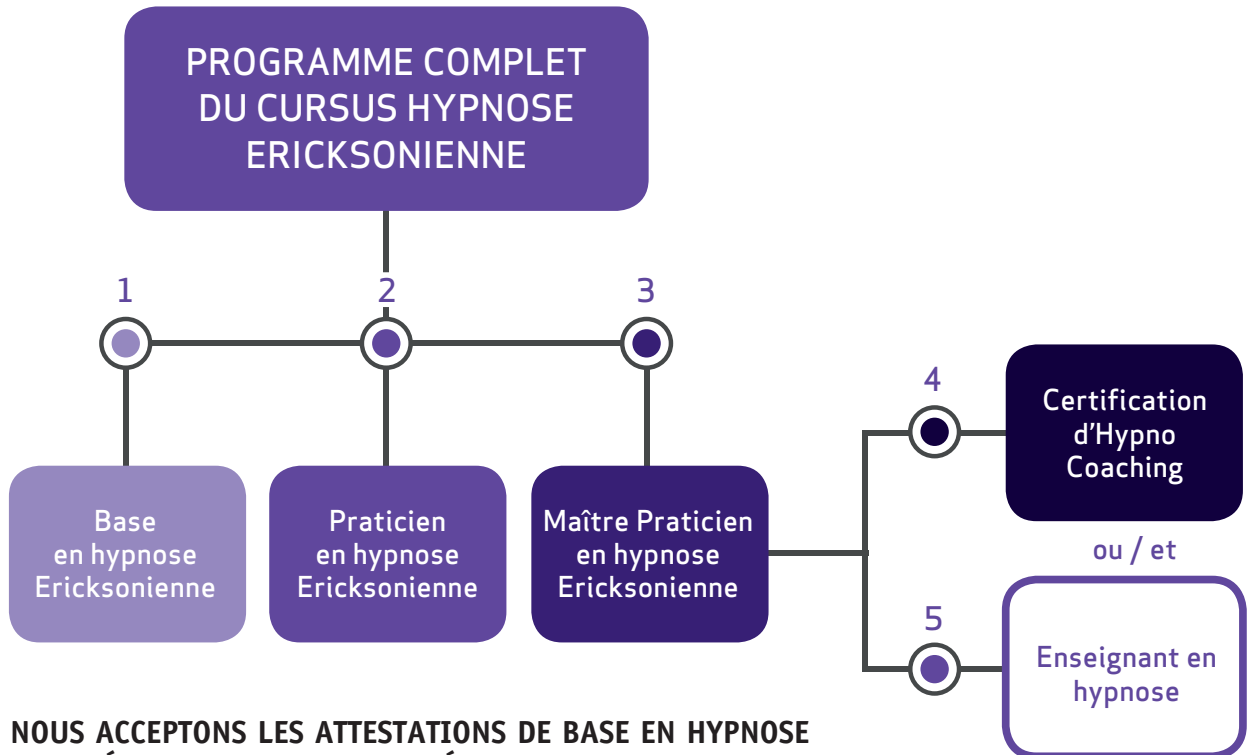 PROGRAMME COMPLET
DU CURSUS HYPNOSE
ERICKSONIENNE
1
2
3
Base
en hypnose
Ericksonienne
Praticien
en hypnose
Ericksonienne
Maître Praticien
en hypnose
Ericksonienne
4
Certification
d'Hypno
Coaching
ou / et
5
Enseignant en
hypnose
NOUS ACCEPTONS LES ATTESTATIONS DE BASE EN HYPNOSE